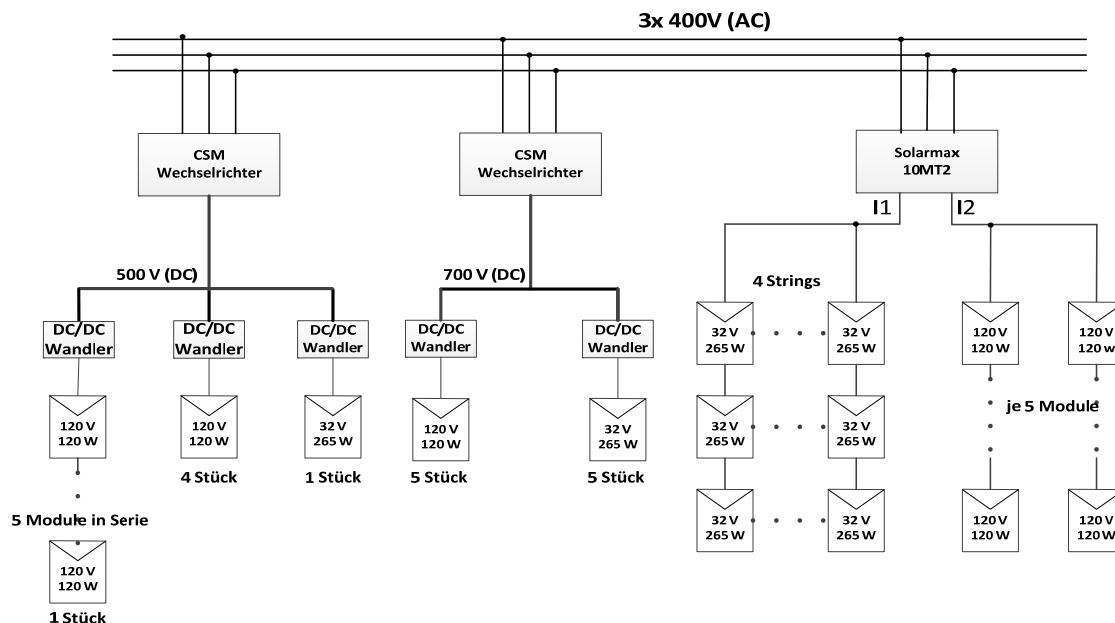 3x 400V (AC)
CSM
Wechselrichter
CSM
Wechselrichter
Solarmax
10MT2
I1
I2
500 V (DC)
700 V (DC)
4 Strings
DC/DC
Wandler
DC/DC
Wandler
DC/DC
Wandler
DC/DC
Wandler
DC/DC
Wandler
32 V
265 W
32 V
265 W
120 V
120 W
120 V
120 w
120 V
120 W
120 V
120 W
32 V
265 W
120 V
120 W
32 V
265 W
32 V
265 W
32 V
265 W
je 5 Module
4 Stück
1 Stück
5 Stück
5 Stück
5 Module in Serie
32 V
265 W
32 V
265 W
120 V
120 W
120 V
120 W
120 V
120 W
1 Stück